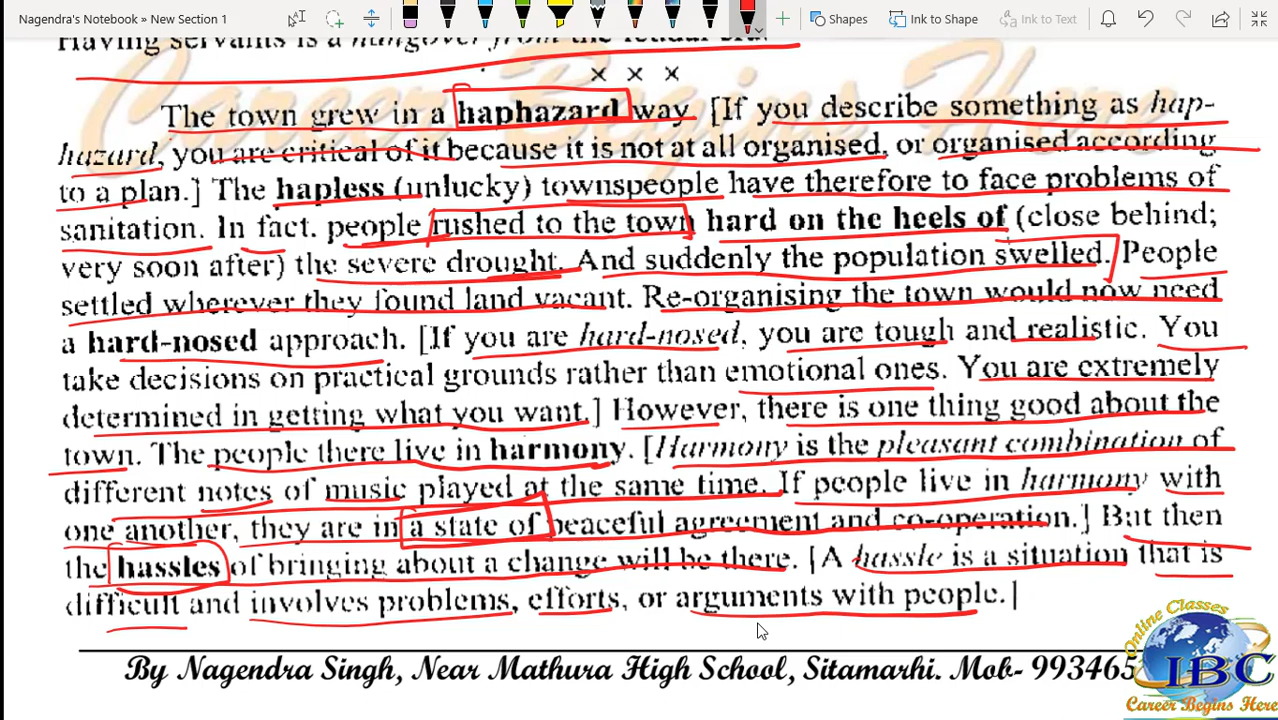 Nagendra's Notebook » New Section 1
Shapes Ink to Shape Ink to Text
Having servants is a hangover from the feudal
× × ×
The town grew in a haphazard way. [If you describe something as hap-
hazard, you are critical of it because it is not at all organised, or organised according
to a plan.] The hapless (unlucky) townspeople have therefore to face problems of
sanitation. In fact. people rushed to the town hard on the heels of (close behind;
very soon after) the severe drought. And suddenly the population swelled. People
settled wherever they found land vacant. Re-organising the town would now need
a hard-nosed approach. [If you are hard-nosed, you are tough and realistic. You
take decisions on practical grounds rather than emotional ones. You are extremely
determined in getting what you want.] However, there is one thing good about the
town. The people there live in harmony. [Harmony is the pleasant combination of
different notes of music played at the same time. If people live in harmony with
one another, they are in a state of peaceful agreement and co-operation.] But then
the hassles of bringing about a change will be there. [A hassle is a situation that is
difficult and involves problems, efforts, or arguments with people.]
Career Begins Here
By Nagendra Singh, Near Mathura High School, Sitamarhi. Mob- 993465
Online Classes
IBC
Career Begins Here